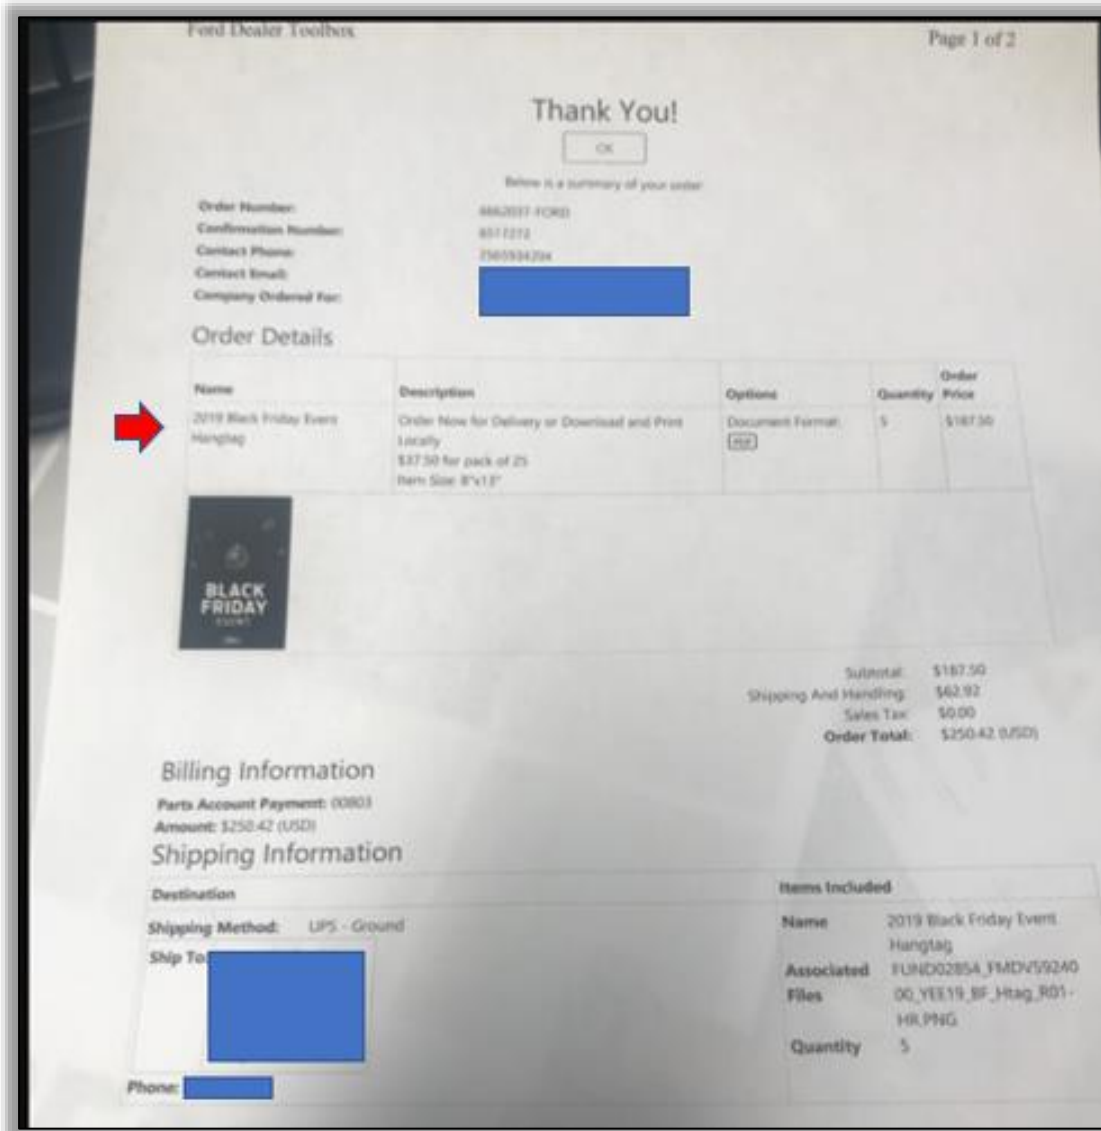 Ford Dealer Toolbox
Page 1 of 2
Thank You!
OK
Below is a summary of your order:
Order Number:
Confirmation Number:
Contact Phone:
Contact Email:
Company Ordered For:
Order Details
Name Description Options Quantity Order Price
2019 Black Friday Event
Hangtag
Order Now for Delivery or Download and Print
Locally
$37.50 for pack of 25
Item Size: 8"x13"
Document Format:
5
$187.50
BLACK
FRIDAY
EVENT
Subtotal: $187.50
Shipping And Handling: $62.92
Sales Tax: $0.00
Order Total: $250.42 (USD)
Billing Information
Parts Account Payment: 00803
Amount: $250.42 (USD)
Shipping Information
Destination
Shipping Method: UPS - Ground
Ship To:
Phone:
Items Included
Name 2019 Black Friday Event
Hangtag
Associated
Files
Quantity 5